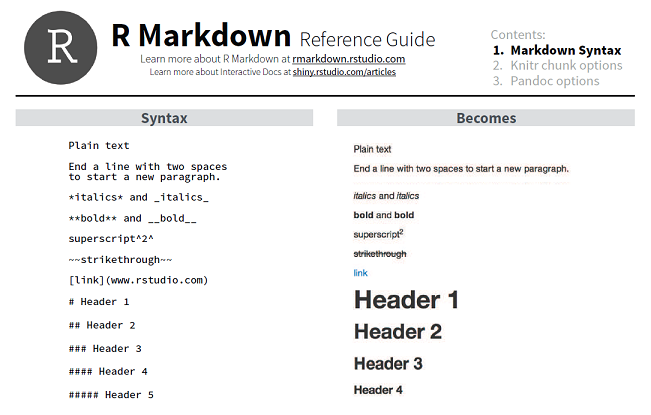 R
R Markdown Reference Guide
Learn more about R Markdown at rmarkdown.rstudio.com
Learn more about Interactive Docs at shiny.rstudio.com/articles
Contents:
1. Markdown Syntax
2. Knitr chunk options
3. Pandoc options
Syntax
Plain text
End a line with two spaces
to start a new paragraph.
*italics* and _italics_
**bold** and __bold__
superscript^2^
~~strikethrough~~
[link](www.rstudio.com)
# Header 1
## Header 2
### Header 3
#### Header 4
##### Header 5
Becomes
Plain text
End a line with two spaces to start a new paragraph.
italics and italics
bold and bold
superscript2
strikethrough
link
Header 1
Header 2
Header 3
Header 4